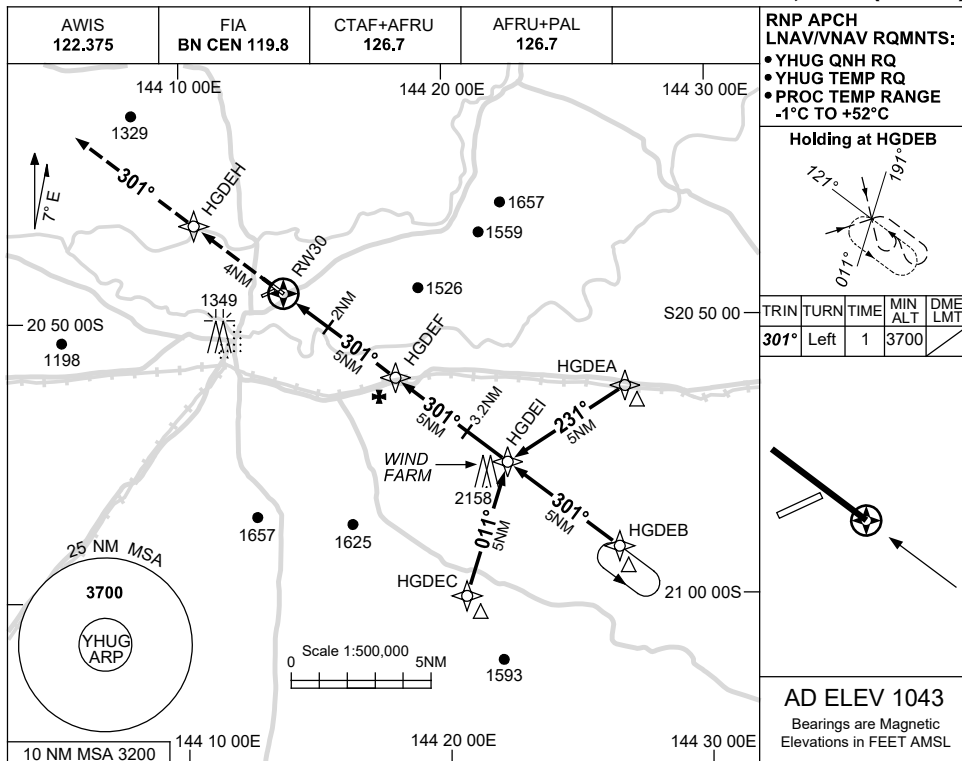 AWIS
122.375
FIA
BN CEN 119.8
CTAF+AFRU
126.7
AFRU+PAL
126.7
RNP APCH
LNAV/VNAV RQMNTS:
• YHUG QNH RQ
• YHUG TEMP RQ
• PROC TEMP RANGE
-1°C TO +52°C
144 10 00E
144 20 00E
144 30 00E
1329
301°
HGDEH
7° E
1657
1559
4NM
RW30
1526
1349
2NM
S20 50 00
20 50 00S
1198
301°
5NM
HGDEF
HGDEA
301°
5NM
3.2NM
HGDEI
231°
5NM
WIND
FARM
2158
301°
5NM
HGDEB
011°
5NM
1657
1625
HGDEC
21 00 00S
1593
25 NM MSA
3700
YHUG
ARP
Scale 1:500,000
0
5NM
10 NM MSA 3200
144 10 00E
144 20 00E
144 30 00E
Holding at HGDEB
121°
191°
011°
TRIN
TURN
TIME
MIN
ALT
DME
LMT
301°
Left
1
3700
AD ELEV 1043
Bearings are Magnetic
Elevations in FEET AMSL